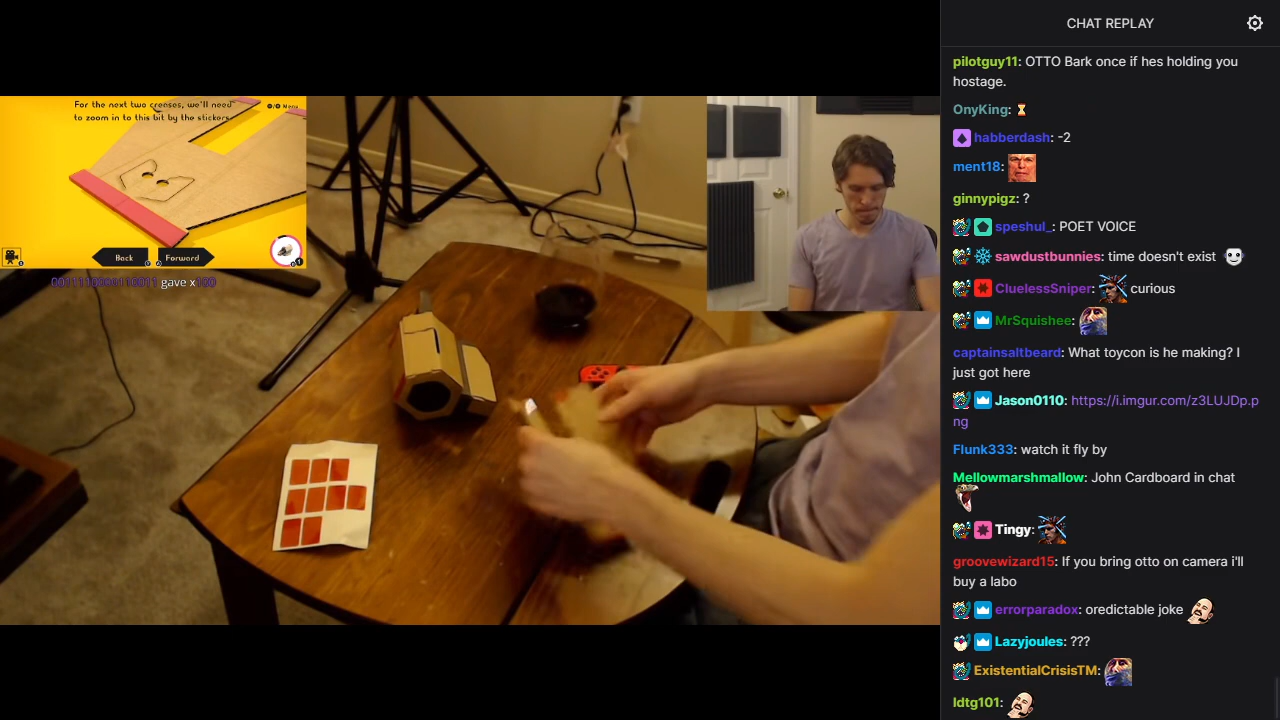 For the next two creases, we'll need
to zoom in to this bit by the stickers.
Menu
Back
Forward
gave x100
CHAT REPLAY
pilotguy11: OTTO Bark once if hes holding you
hostage.
OnyKing:
habberdash: -2
ment18:
ginnypigz: ?
speshul_: POET VOICE
sawdustbunnies: time doesn't exist
CluelessSniper: curious
MrSquishee:
captainsaltbeard: What toycon is he making? I
just got here
Jason0110: https://i.imgur.com/z3LUJDp.p
ng
Flunk333: watch it fly by
Mellowmarshmallow: John Cardboard in chat
Tingy:
groovewizard15: If you bring otto on camera i'll
buy a labo
errorparadox: oredictable joke
Lazyjoules: ???
ExistentialCrisisTM:
ldtg101: